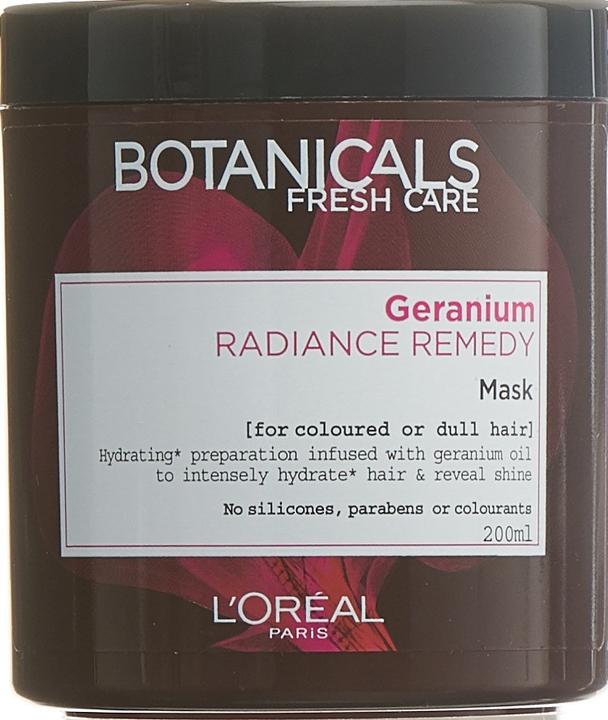 BOTANICALS
FRESH CARE
Geranium
RADIANCE REMEDY
Mask
[for coloured or dull hair]
Hydrating* preparation infused with geranium oil
to intensely hydrate* hair & reveal shine
No silicones, parabens or colourants
200ml
L'ORÉAL
PARIS